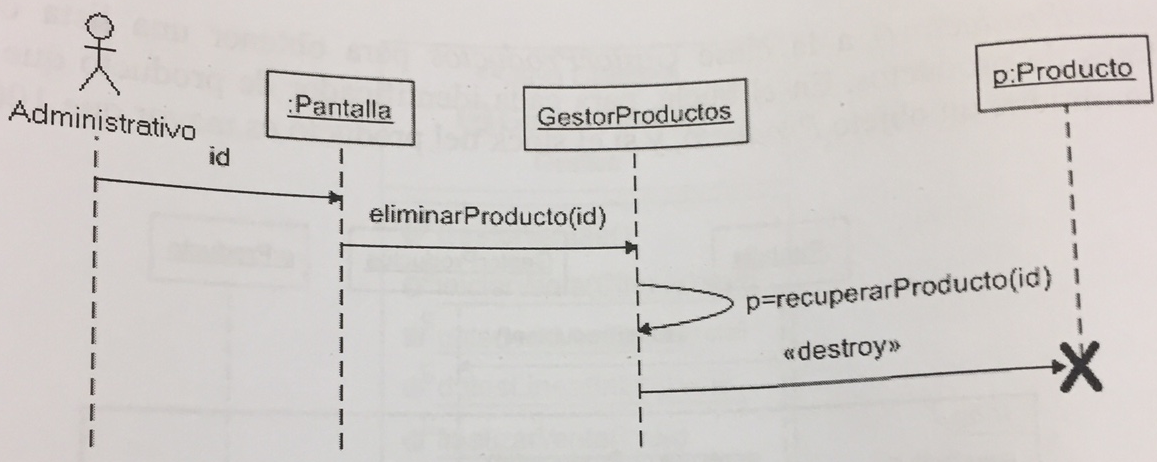 Administrativo
:Pantalla
GestorProductos
p:Producto
id
eliminarProducto(id)
p=recuperarProducto(id)
«destroy»